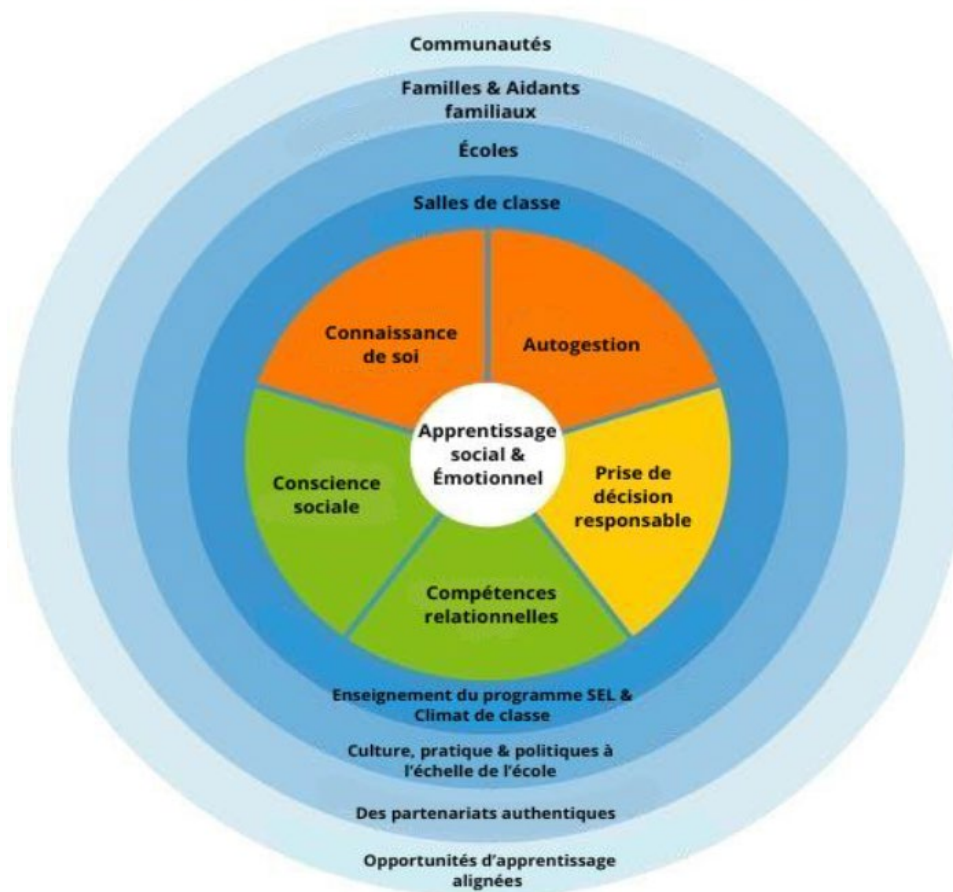 Communautés
Familles & Aidants
familiaux
Écoles
Salles de classe
Connaissance
de soi
Autogestion
Apprentissage
social &
Émotionnel
Conscience
sociale
Prise de
décision
responsable
Compétences
relationnelles
Enseignement du programme SEL &
Climat de classe
Culture, pratique & politiques à
l’échelle de l’école
Des partenariats authentiques
Opportunités d’apprentissage
alignées